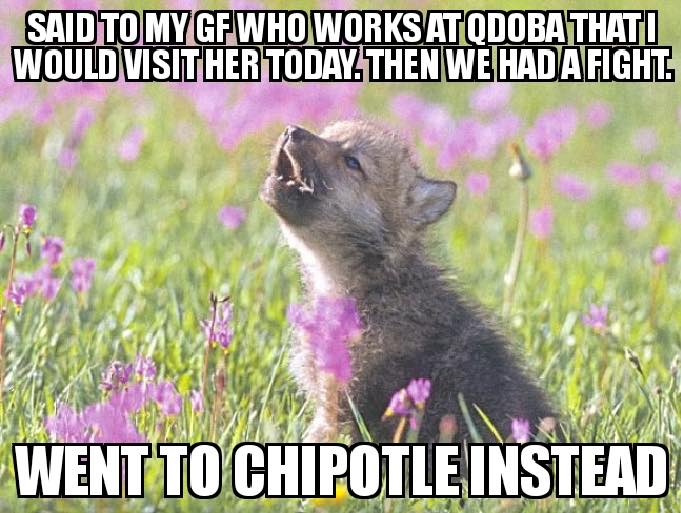 SAID TO MY GF WHO WORKS AT QDOBA THAT I
WOULD VISIT HER TODAY. THEN WE HAD A FIGHT.
WENT TO CHIPOTLE INSTEAD